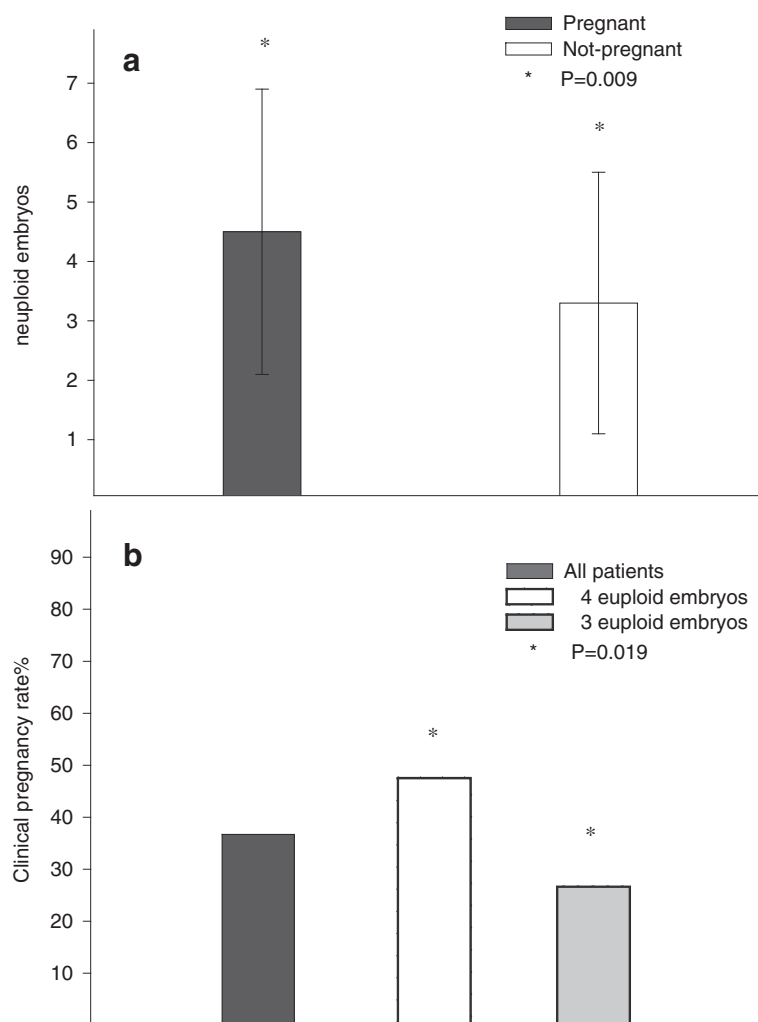 a
Pregnant
Not-pregnant
* P=0.009
*
*
7
6
5
4
3
2
1
neuploid embryos
b
All patients
4 euploid embryos
3 euploid embryos
* P=0.019
*
*
90
80
70
60
50
40
30
20
10
Clinical pregnancy rate%